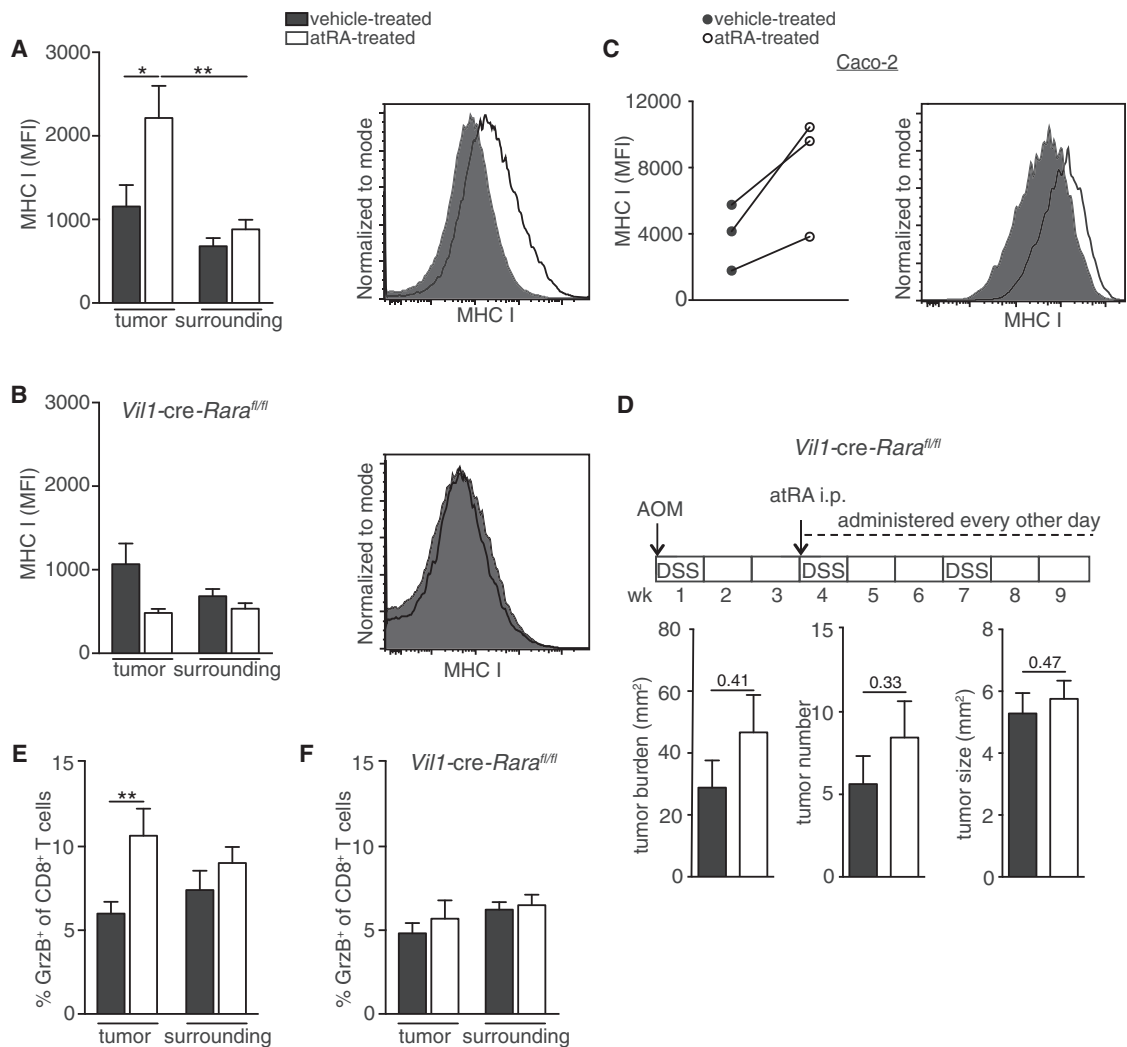 vehicle-treated
atRA-treated
A
3000
2000
1000
0
MHC I (MFI)
*
**
tumor
surrounding
Normalized to mode
MHC I
vehicle-treated
atRA-treated
C
Caco-2
12000
8000
4000
0
MHC I (MFI)
Normalized to mode
MHC I
B
Vil1-cre-Rara^fl/fl
3000
2000
1000
0
MHC I (MFI)
tumor
surrounding
Normalized to mode
MHC I
D
Vil1-cre-Rara^fl/fl
AOM
atRA i.p.
administered every other day
DSS
DSS
DSS
wk 1 2 3 4 5 6 7 8 9
80
60
40
20
0
tumor burden (mm²)
0.41
15
10
5
0
tumor number
0.33
8
6
4
2
0
tumor size (mm²)
0.47
E
15
10
5
0
% GrzB⁺ of CD8⁺ T cells
**
tumor
surrounding
F
Vil1-cre-Rara^fl/fl
15
10
5
0
% GrzB⁺ of CD8⁺ T cells
tumor
surrounding